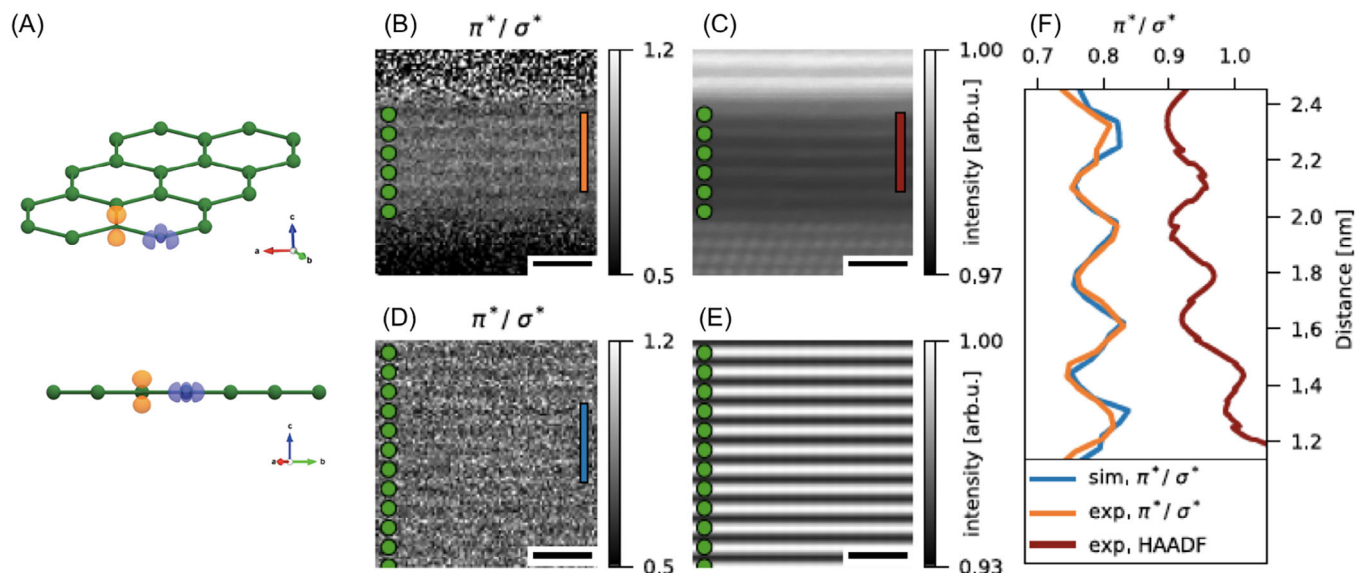 (A)
(B)
π*/ σ*
1.2
0.5
(C)
1.00
intensity [arb.u.]
0.97
(F)
π*/ σ*
0.7 0.8 0.9 1.0
2.4
2.2
2.0
1.8
1.6
1.4
1.2
Distance [nm]
sim. π*/ σ*
exp. π*/ σ*
exp. HAADF
c
a
b
(D)
π*/ σ*
1.2
0.5
(E)
1.00
intensity [arb.u.]
0.93
c
a
b